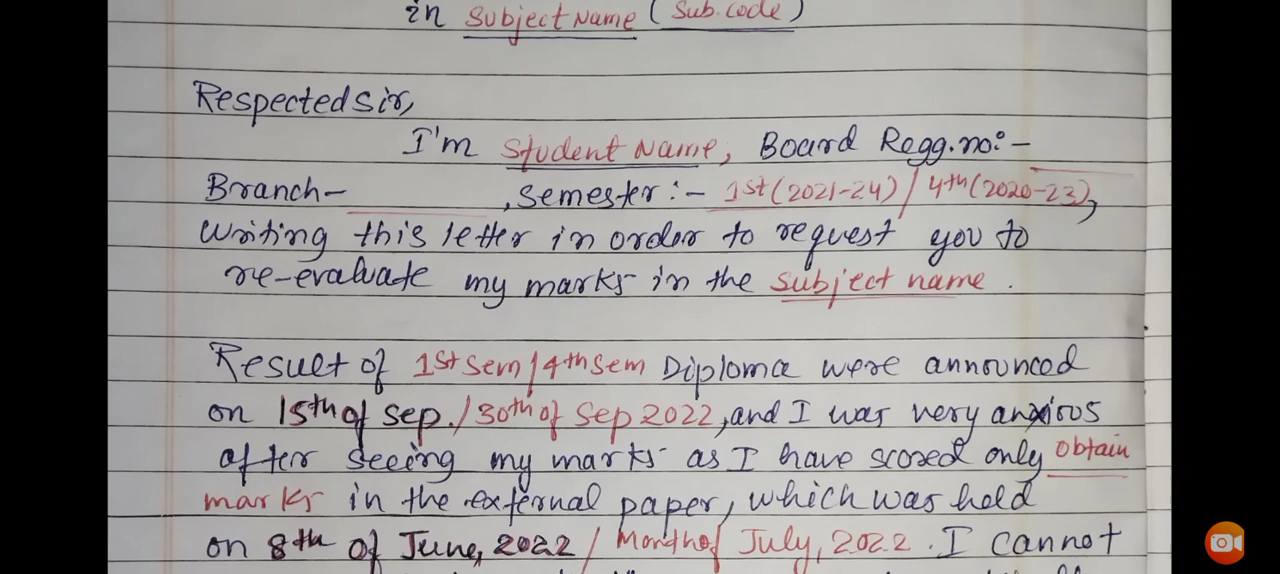 in Subject Name (Sub.code)
Respected sir,
I'm Student Name, Board Regg.no:-
Branch- , semester:- 1st(2021-24)/4th(2020-23),
writing this letter in order to request you to
re-evaluate my marks in the subject name.
Result of 1st sem/4th sem Diploma were announced
on 15th of Sep./30th of Sep 2022, and I was very anxious
after seeing my marks as I have scored only obtain
marks in the external paper, which was held
on 8th of June, 2022/Month of July, 2022. I cannot